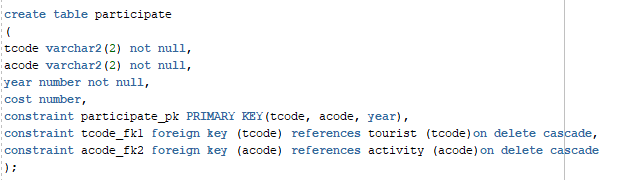 create table participate
(
tcode varchar2(2) not null,
acode varchar2(2) not null,
year number not null,
cost number,
constraint participate_pk PRIMARY KEY(tcode, acode, year),
constraint tcode_fk1 foreign key (tcode) references tourist (tcode)on delete cascade,
constraint acode_fk2 foreign key (acode) references activity (acode)on delete cascade
);